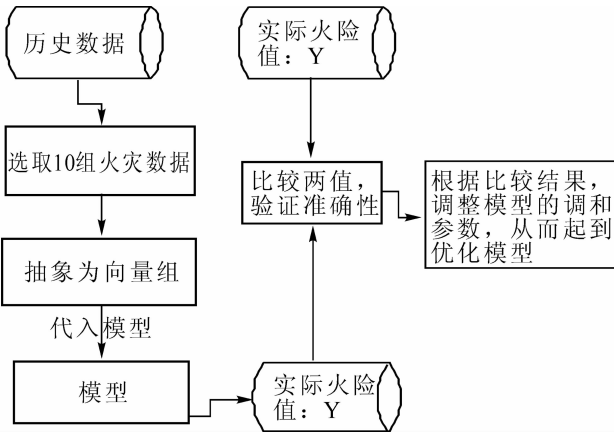 历史数据
选取10组火灾数据
抽象为向量组
代入模型
模型
实际火险
值：Y
比较两值，
验证准确性
实际火险
值：Y
根据比较结果，
调整模型的调和
参数，从而起到
优化模型